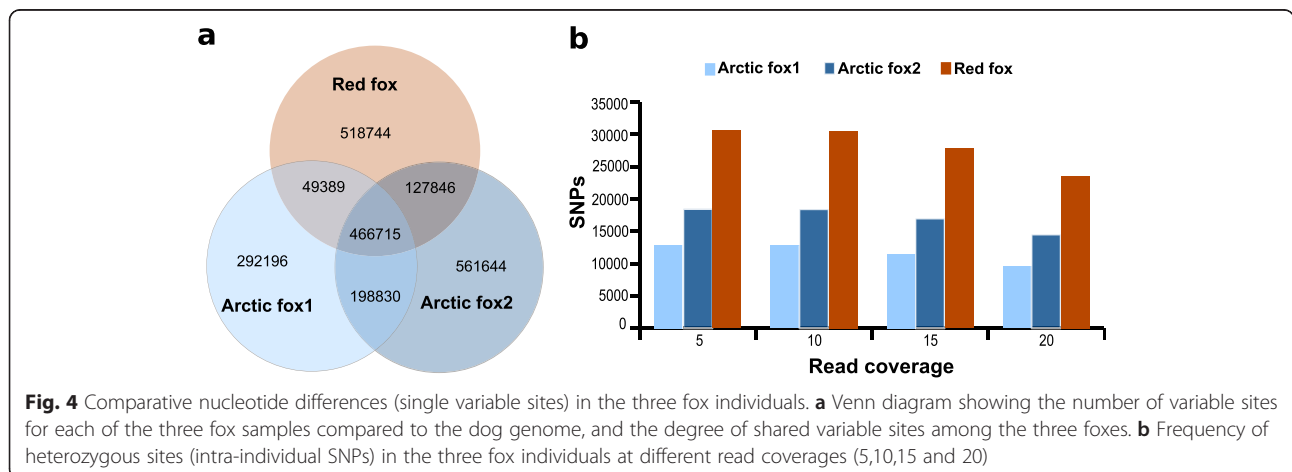 a
Red fox
518744
49389
127846
466715
292196
561644
Arctic fox1
198830
Arctic fox2
b
Arctic fox1 Arctic fox2 Red fox
SNPs
35000
30000
25000
20000
15000
10000
5000
0
5 10 15 20
Read coverage
Fig. 4 Comparative nucleotide differences (single variable sites) in the three fox individuals. a Venn diagram showing the number of variable sites
for each of the three fox samples compared to the dog genome, and the degree of shared variable sites among the three foxes. b Frequency of
heterozygous sites (intra-individual SNPs) in the three fox individuals at different read coverages (5,10,15 and 20)